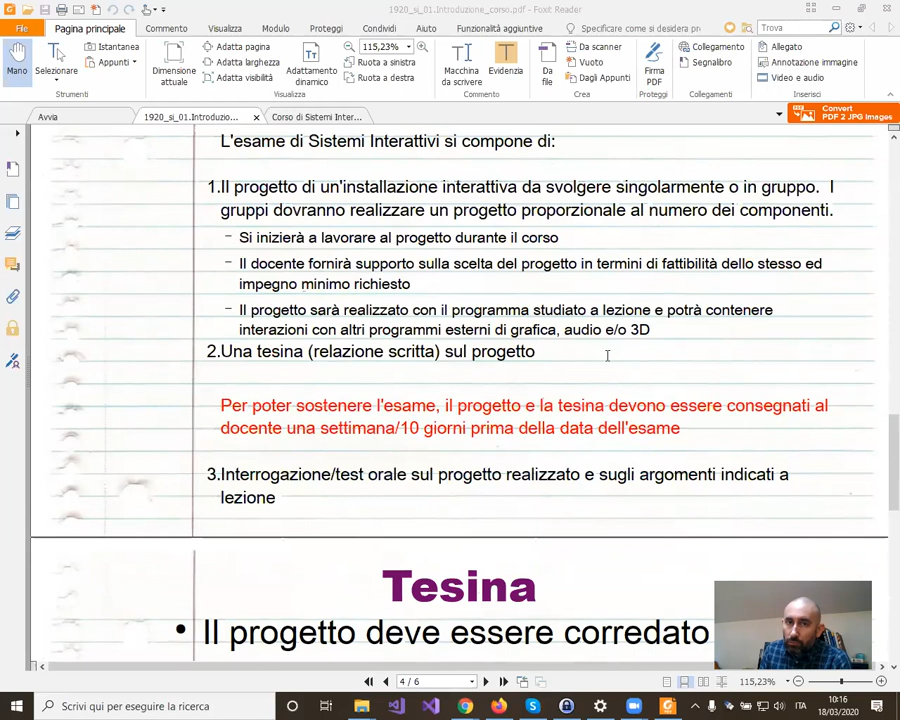 1920_si_01.Introduzione_corso.pdf - Foxit Reader
File
Pagina principale
Commento
Visualizza
Modulo
Proteggi
Condividi
Aiuto
Funzionalità aggiuntive
Specificare cosa si desidera pre
Trova
Mano
Selezionare
Istantanea
Appunti
Dimensione attuale
Adatta pagina
Adatta larghezza
Adatta visibilità
Adattamento dinamico
115,23%
Ruota a sinistra
Ruota a destra
Macchina da scrivere
Evidenzia
Da file
Da scanner
Vuoto
Dagli Appunti
Firma PDF
Collegamento
Segnalibro
Allegato
Annotazione immagine
Video e audio
Strumenti
Visualizza
Commento
Crea
Proteggi
Collegamenti
Inserisci
Avvia
1920_si_01.Introduzio...
Corso di Sistemi Inter...
Convert
PDF 2 JPG Images
L'esame di Sistemi Interattivi si compone di:
1.Il progetto di un'installazione interattiva da svolgere singolarmente o in gruppo. I
gruppi dovranno realizzare un progetto proporzionale al numero dei componenti.
– Si inizierà a lavorare al progetto durante il corso
– Il docente fornirà supporto sulla scelta del progetto in termini di fattibilità dello stesso ed
impegno minimo richiesto
– Il progetto sarà realizzato con il programma studiato a lezione e potrà contenere
interazioni con altri programmi esterni di grafica, audio e/o 3D
2.Una tesina (relazione scritta) sul progetto
Per poter sostenere l'esame, il progetto e la tesina devono essere consegnati al
docente una settimana/10 giorni prima della data dell'esame
3.Interrogazione/test orale sul progetto realizzato e sugli argomenti indicati a
lezione
Tesina
• Il progetto deve essere corredato
4 / 6
115,23%
Scrivi qui per eseguire la ricerca
ITA
10:16
18/03/2020